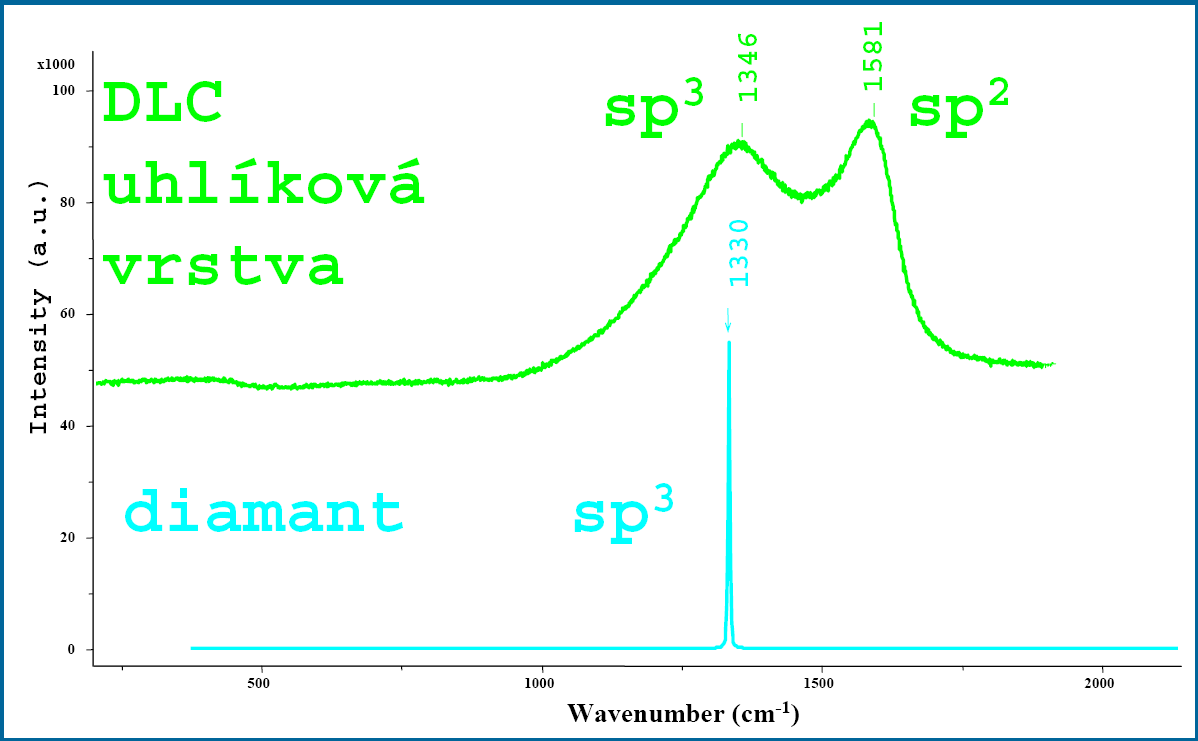 x1000
100
80
60
40
20
0
Intensity (a.u.)
DLC
uhlíková
vrstva
sp³
1346
1581
sp²
1330
diamant
sp³
500
1000
1500
2000
Wavenumber (cm⁻¹)